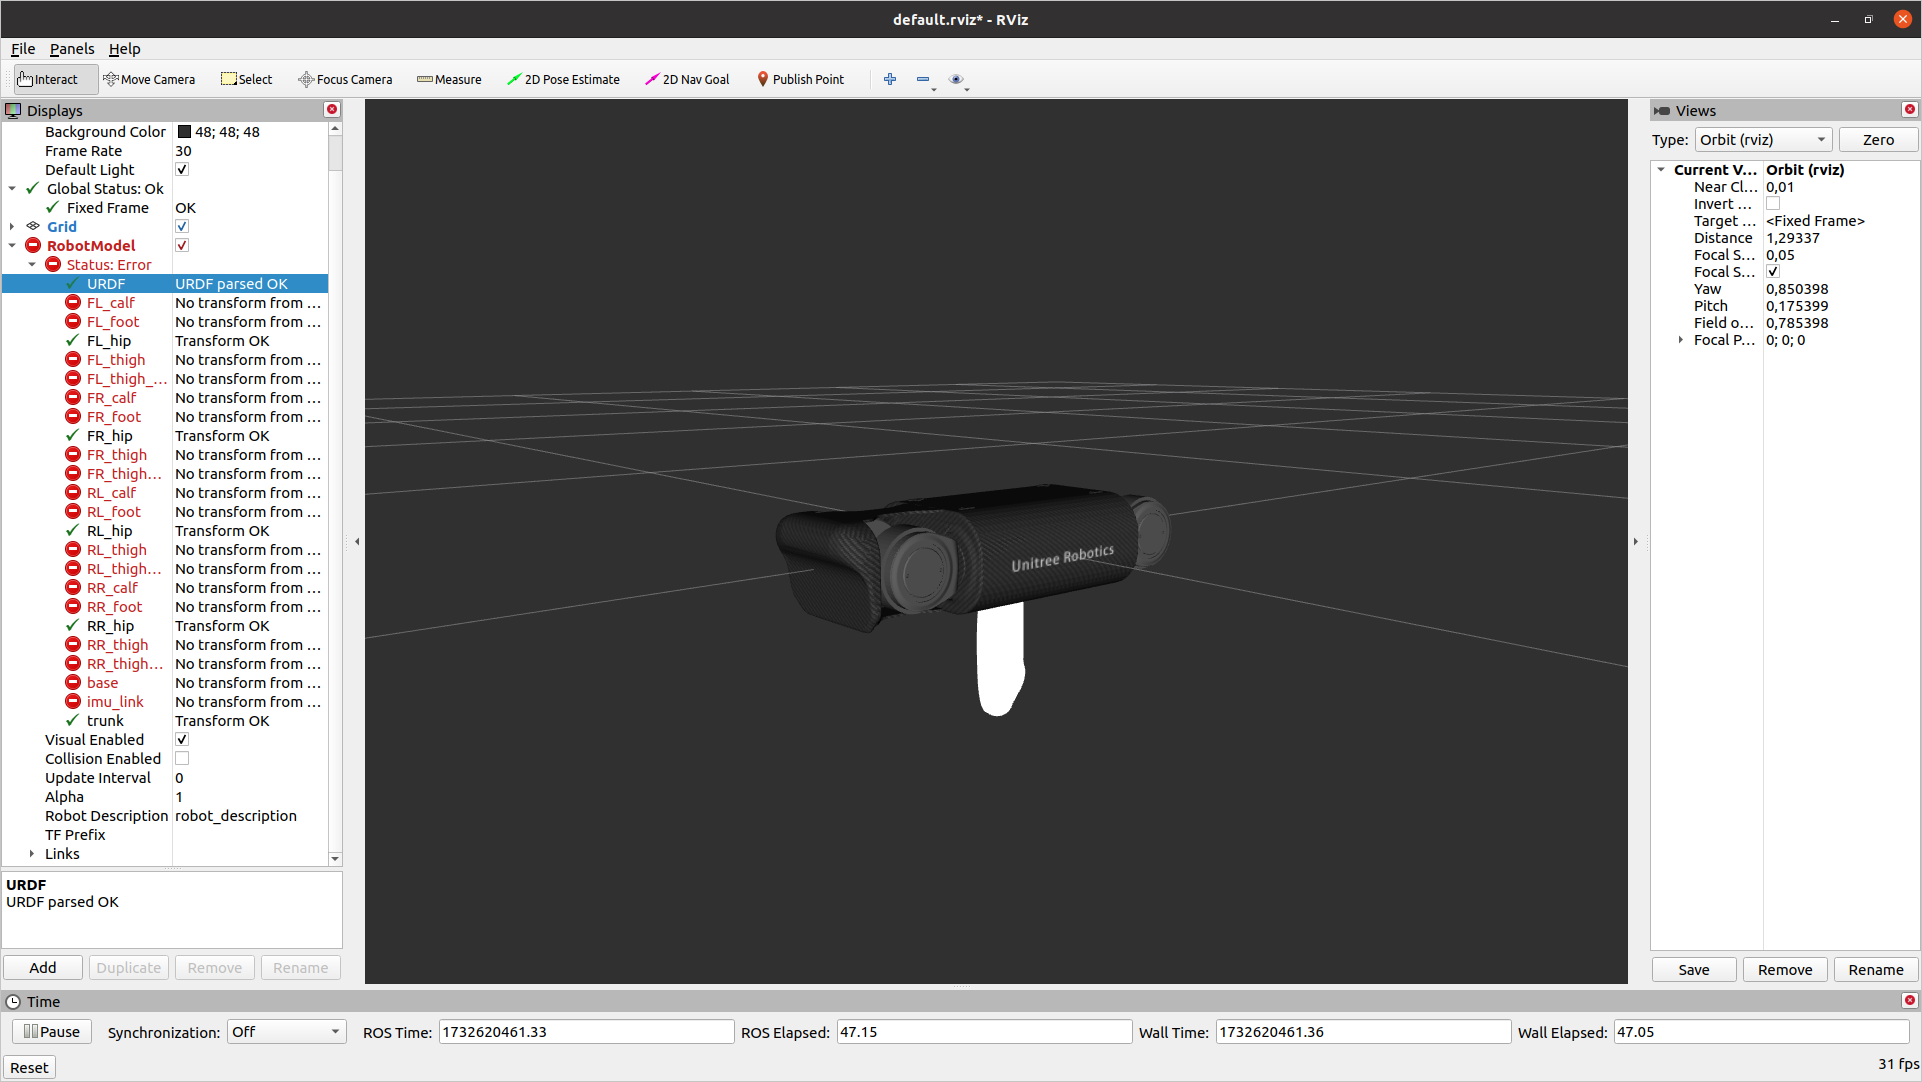 default.rviz* - RViz
File Panels Help
Interact Move Camera Select Focus Camera Measure 2D Pose Estimate 2D Nav Goal Publish Point
Displays
Background Color 48; 48; 48
Frame Rate 30
Default Light
Global Status: Ok
Fixed Frame OK
Grid
RobotModel
Status: Error
URDF URDF parsed OK
FL_calf No transform from ...
FL_foot No transform from ...
FL_hip Transform OK
FL_thigh No transform from ...
FL_thigh_... No transform from ...
FR_calf No transform from ...
FR_foot No transform from ...
FR_hip Transform OK
FR_thigh No transform from ...
FR_thigh... No transform from ...
RL_calf No transform from ...
RL_foot No transform from ...
RL_hip Transform OK
RL_thigh No transform from ...
RL_thigh... No transform from ...
RR_calf No transform from ...
RR_foot No transform from ...
RR_hip Transform OK
RR_thigh No transform from ...
RR_thigh... No transform from ...
base No transform from ...
imu_link No transform from ...
trunk Transform OK
Visual Enabled
Collision Enabled
Update Interval 0
Alpha 1
Robot Description robot_description
TF Prefix
Links
URDF
URDF parsed OK
Add Duplicate Remove Rename
Unitree Robotics
Views
Type: Orbit (rviz) Zero
Current V... Orbit (rviz)
Near Cl... 0,01
Invert ...
Target ... <Fixed Frame>
Distance 1,29337
Focal S... 0,05
Focal S...
Yaw 0,850398
Pitch 0,175399
Field o... 0,785398
Focal P... 0; 0; 0
Save Remove Rename
Time
Pause Synchronization: Off ROS Time: 1732620461.33 ROS Elapsed: 47.15 Wall Time: 1732620461.36 Wall Elapsed: 47.05
Reset 31 fps